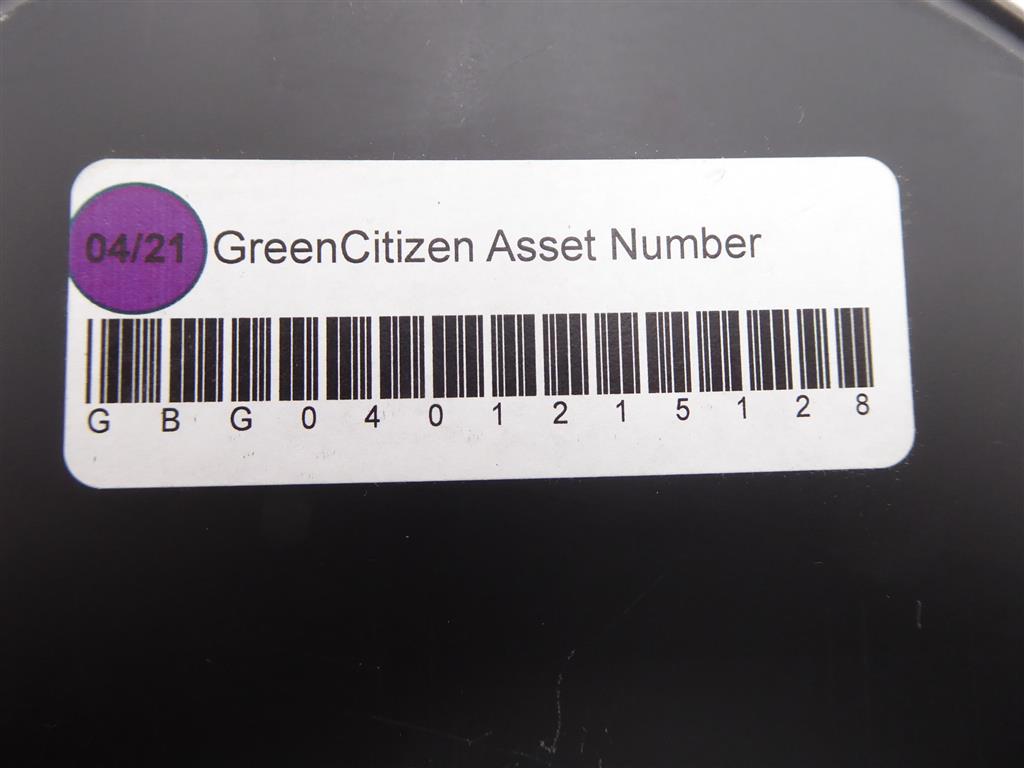 04/21 GreenCitizen Asset Number
G B G 0 4 0 1 2 1 5 1 2 8